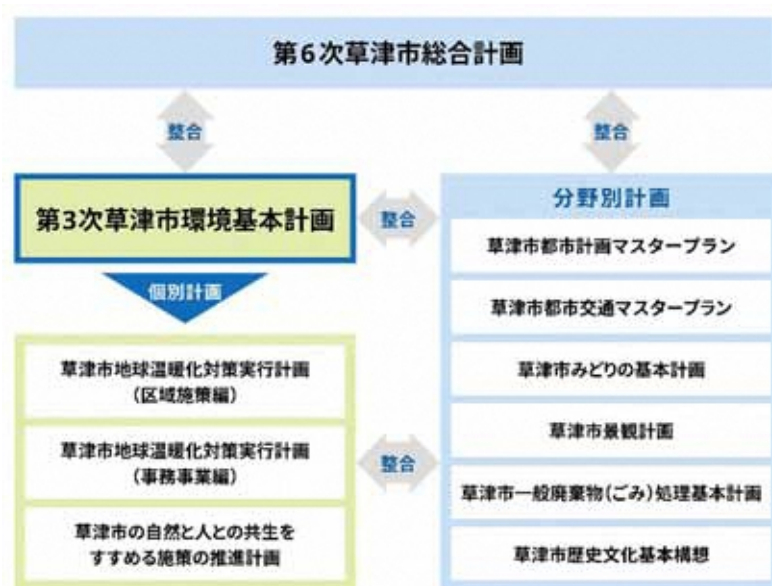 第6次草津市総合計画
整合
整合
第3次草津市環境基本計画
整合
分野別計画
草津市都市計画マスタープラン
草津市都市交通マスタープラン
草津市みどりの基本計画
草津市景観計画
草津市一般廃棄物(ごみ)処理基本計画
草津市歴史文化基本構想
個別計画
草津市地球温暖化対策実行計画
(区域施策編)
草津市地球温暖化対策実行計画
(事務事業編)
草津市の自然と人との共生を
すすめる施策の推進計画
整合